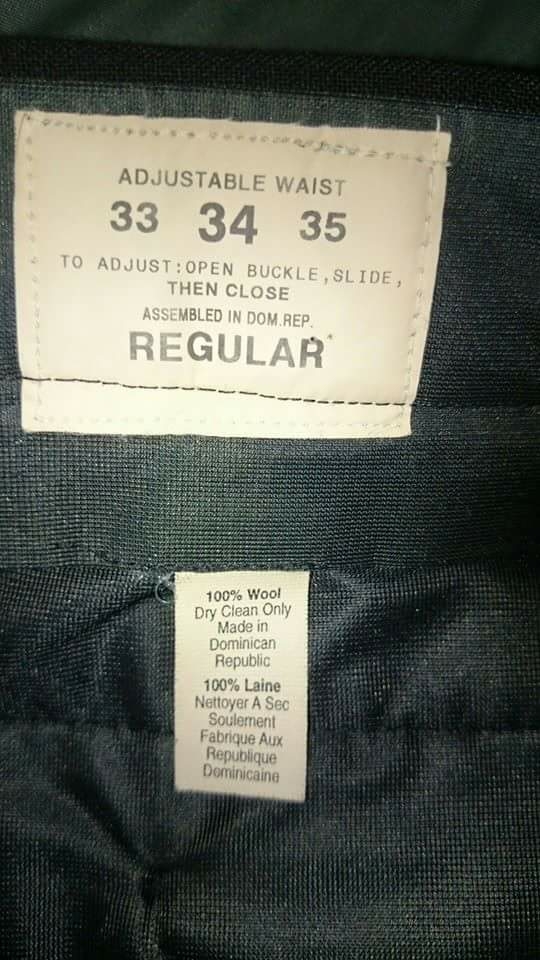 ADJUSTABLE WAIST
33 34 35
TO ADJUST:OPEN BUCKLE,SLIDE,
THEN CLOSE
ASSEMBLED IN DOM.REP.
REGULAR
100% Wool
Dry Clean Only
Made in
Dominican
Republic
100% Laine
Nettoyer A Sec
Soulement
Fabrique Aux
Republique
Dominicaine